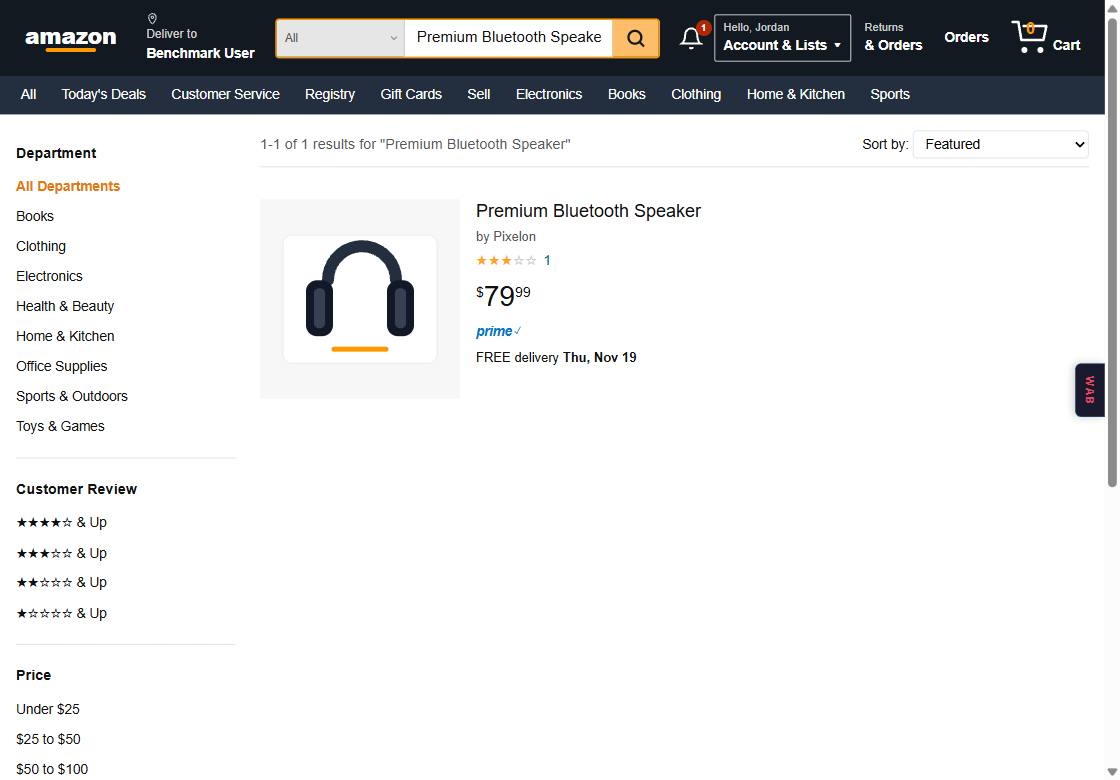 amazon
Deliver to
Benchmark User
All
Premium Bluetooth Speake
1
Hello, Jordan
Account & Lists
Returns
& Orders
Orders
0
Cart
All
Today's Deals
Customer Service
Registry
Gift Cards
Sell
Electronics
Books
Clothing
Home & Kitchen
Sports
Department
All Departments
Books
Clothing
Electronics
Health & Beauty
Home & Kitchen
Office Supplies
Sports & Outdoors
Toys & Games
Customer Review
★★★★☆ & Up
★★★☆☆ & Up
★★☆☆☆ & Up
★☆☆☆☆ & Up
Price
Under $25
$25 to $50
$50 to $100
1-1 of 1 results for "Premium Bluetooth Speaker"
Sort by:
Featured
Premium Bluetooth Speaker
by Pixelon
★★★☆☆ 1
$7999
prime✓
FREE delivery Thu, Nov 19
WAB